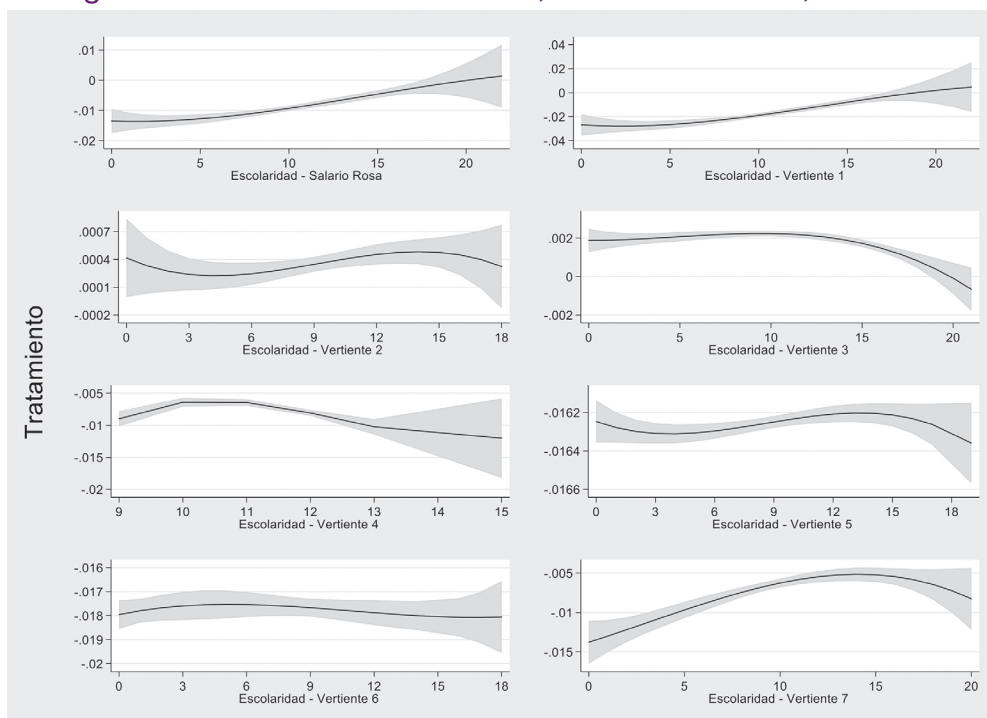 Tratamiento
.01
0
-.01
-.02
0 5 10 15 20
Escolaridad - Salario Rosa
.04
.02
0
-.02
-.04
0 5 10 15 20
Escolaridad - Vertiente 1
.0007
.0004
.0001
-.0002
0 3 6 9 12 15 18
Escolaridad - Vertiente 2
.002
0
-.002
0 5 10 15 20
Escolaridad - Vertiente 3
-.005
-.01
-.015
-.02
9 10 11 12 13 14 15
Escolaridad - Vertiente 4
-.0162
-.0164
-.0166
0 3 6 9 12 15 18
Escolaridad - Vertiente 5
-.016
-.017
-.018
-.019
-.02
0 3 6 9 12 15 18
Escolaridad - Vertiente 6
-.005
-.01
-.015
0 5 10 15 20
Escolaridad - Vertiente 7